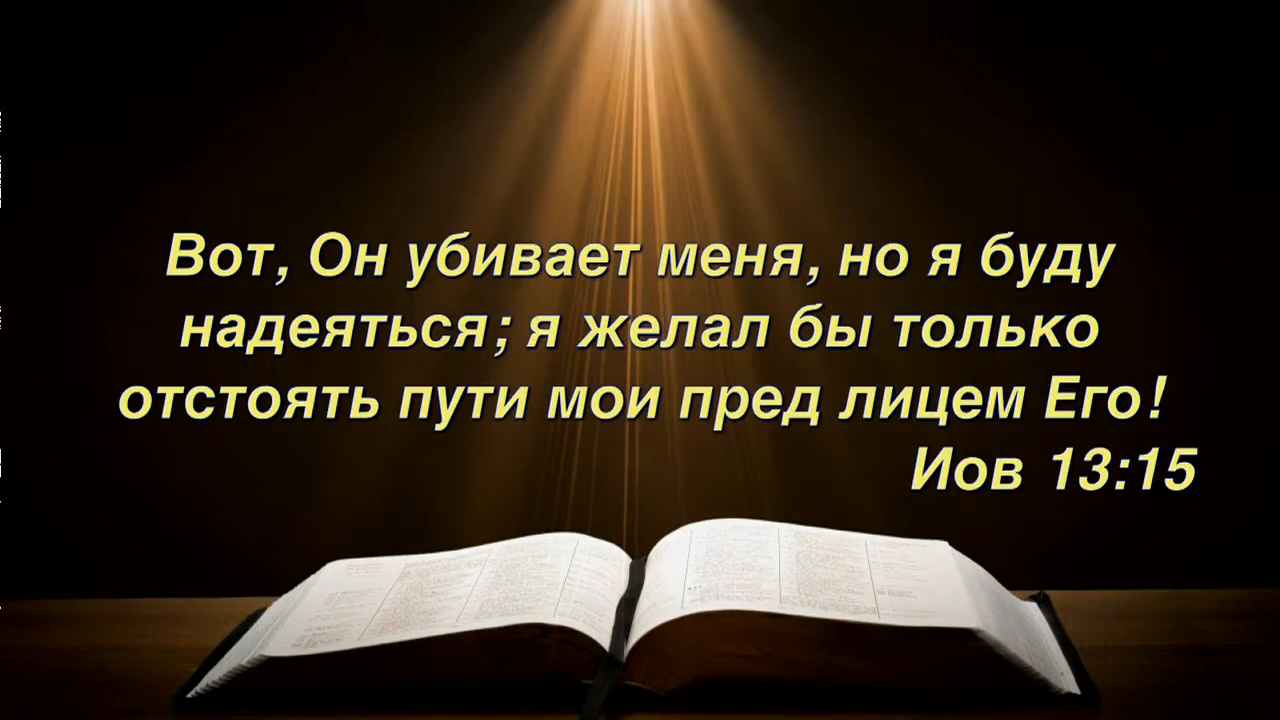 Вот, Он убивает меня, но я буду
надеяться; я желал бы только
отстоять пути мои пред лицем Его!
Иов 13:15